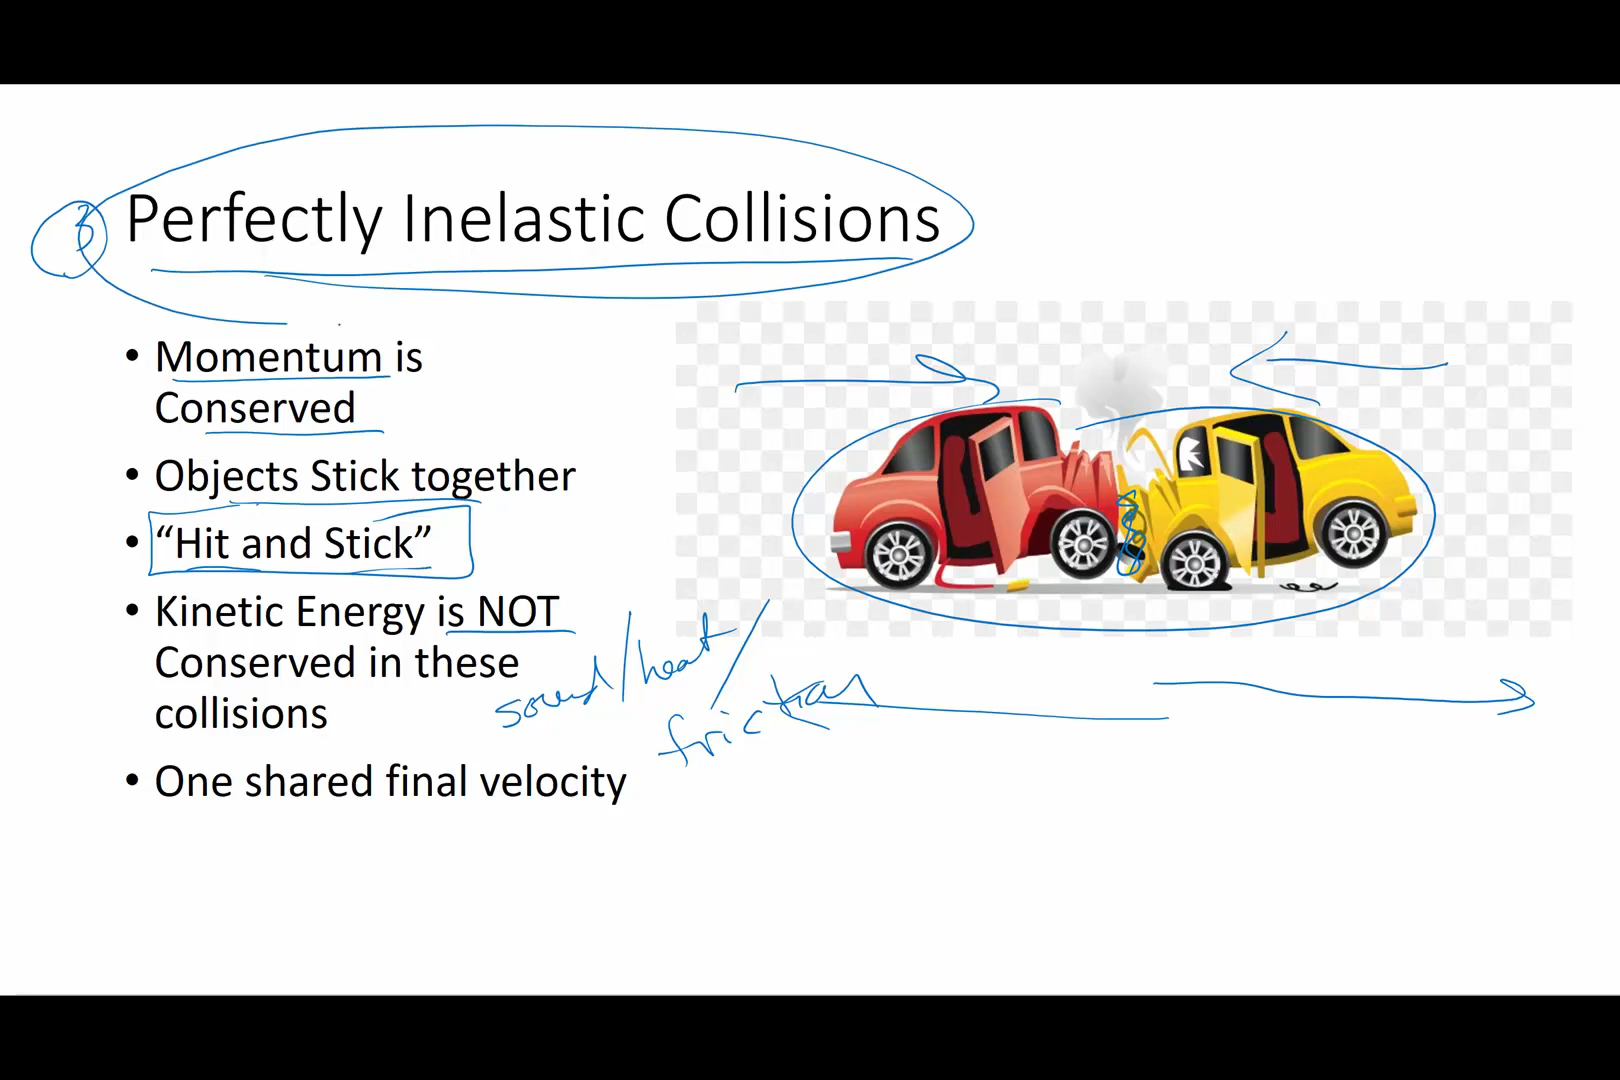 3 Perfectly Inelastic Collisions
• Momentum is
Conserved
• Objects Stick together
• “Hit and Stick”
• Kinetic Energy is NOT
Conserved in these
collisions
sound/heat/
friction
• One shared final velocity